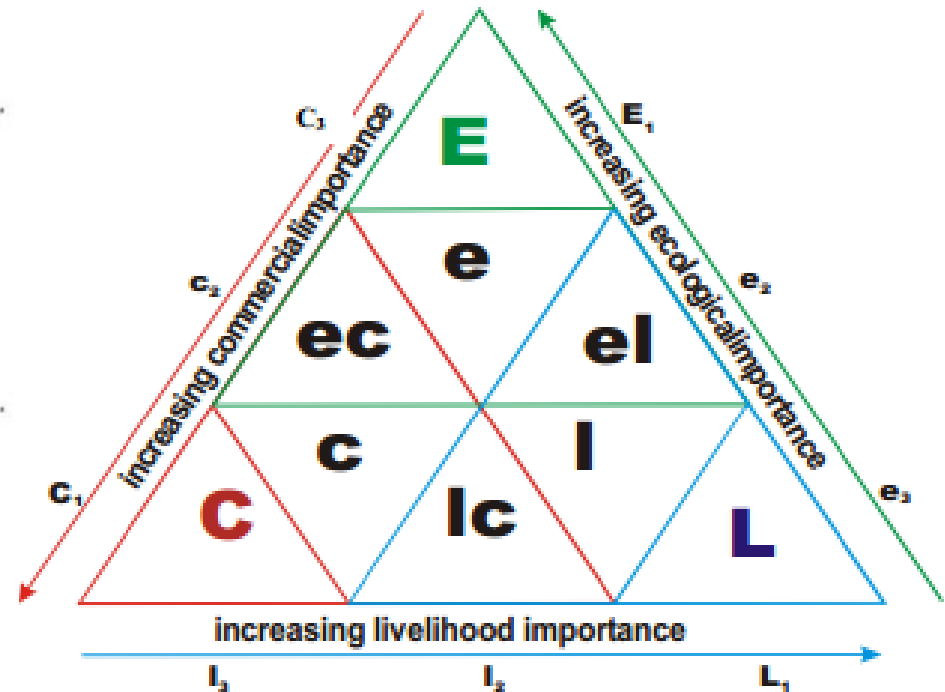 C₃
increasing commercialimportance
c₂
C₁
E₁
increasing ecologicalimportance
e₂
e₃
E
e
ec
el
c
l
C
lc
L
increasing livelihood importance
l₃
l₂
L₁